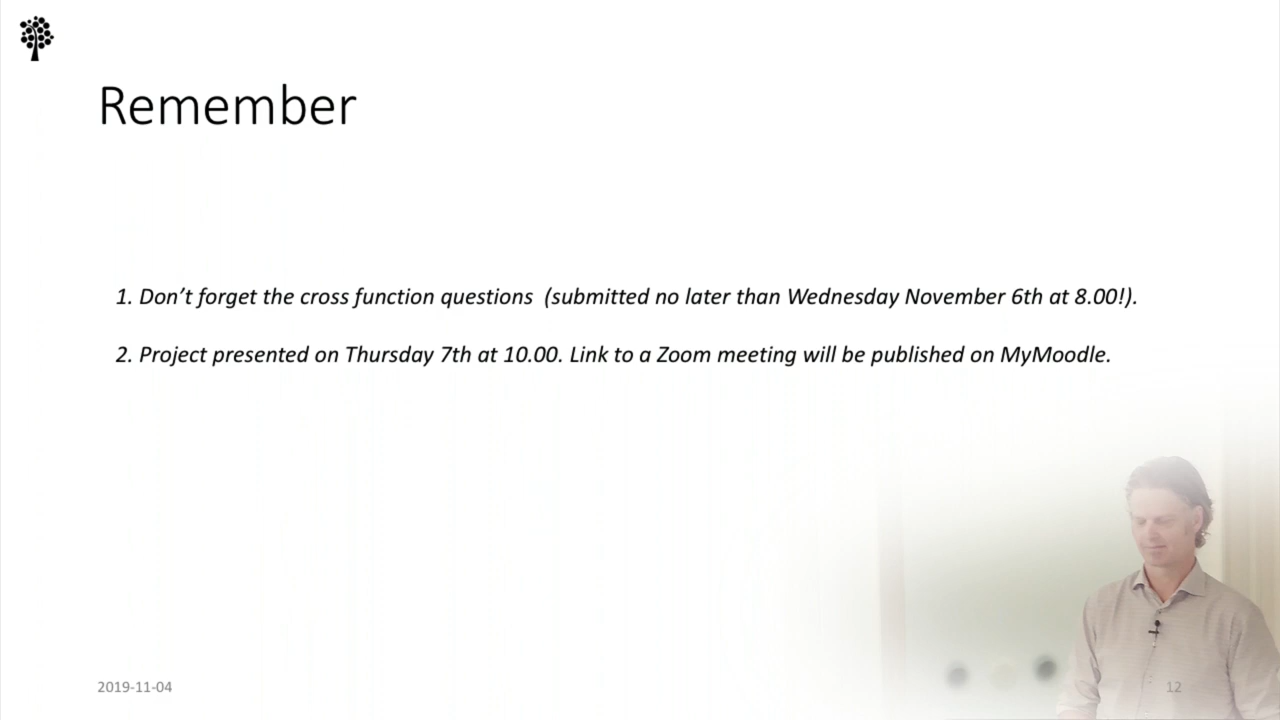 Remember
1. Don't forget the cross function questions (submitted no later than Wednesday November 6th at 8.00!).
2. Project presented on Thursday 7th at 10.00. Link to a Zoom meeting will be published on MyMoodle.
2019-11-04
12